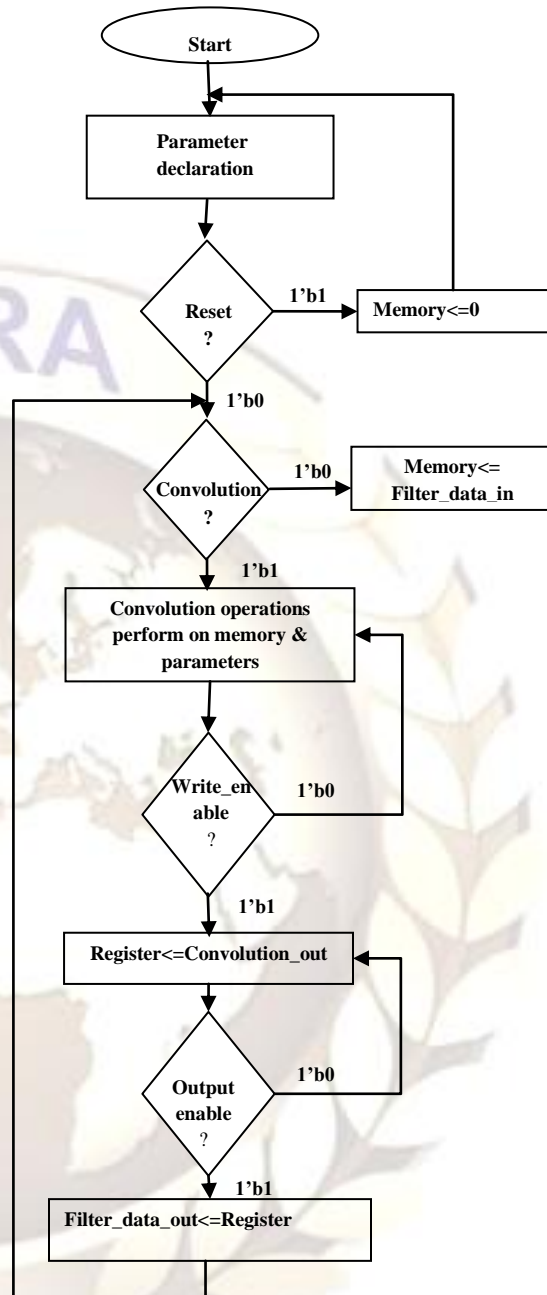 Start
Parameter
declaration
Reset
?
1'b1
Memory<=0
RA
1'b0
Convolution
?
1'b0
Memory<=
Filter_data_in
1'b1
Convolution operations
perform on memory &
parameters
Write_en
able
?
1'b0
1'b1
Register<=Convolution_out
Output
enable
?
1'b0
1'b1
Filter_data_out<=Register